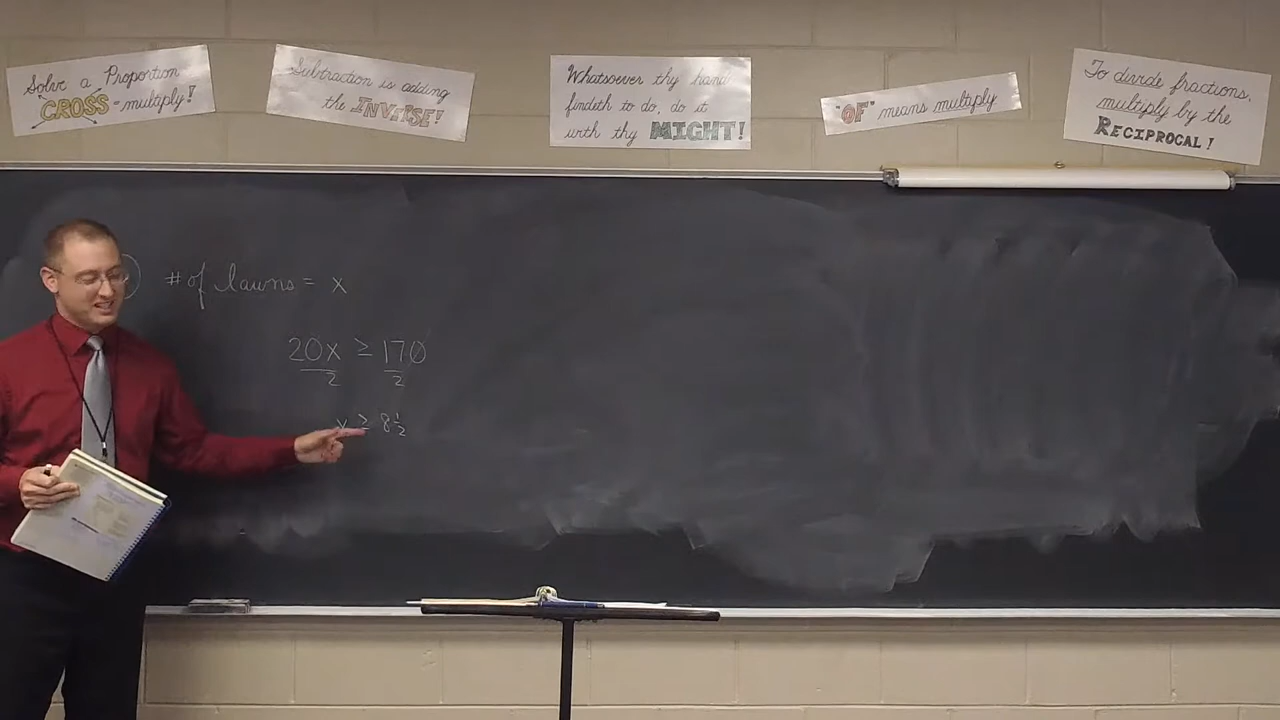 Solve a Proportion
CROSS-multiply!
Subtraction is adding
the INVERSE!
Whatsoever thy hand
findeth to do, do it
with thy MIGHT!
"OF" means multiply
To divide fractions,
multiply by the
RECIPROCAL!
# of lawns = x
20x ≥ 170
2 2
x ≥ 8½